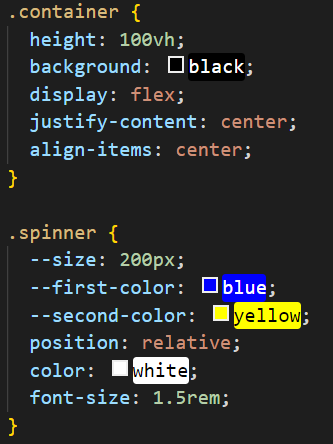 .container {
height: 100vh;
background: black;
display: flex;
justify-content: center;
align-items: center;
}
.spinner {
--size: 200px;
--first-color: blue;
--second-color: yellow;
position: relative;
color: white;
font-size: 1.5rem;
}